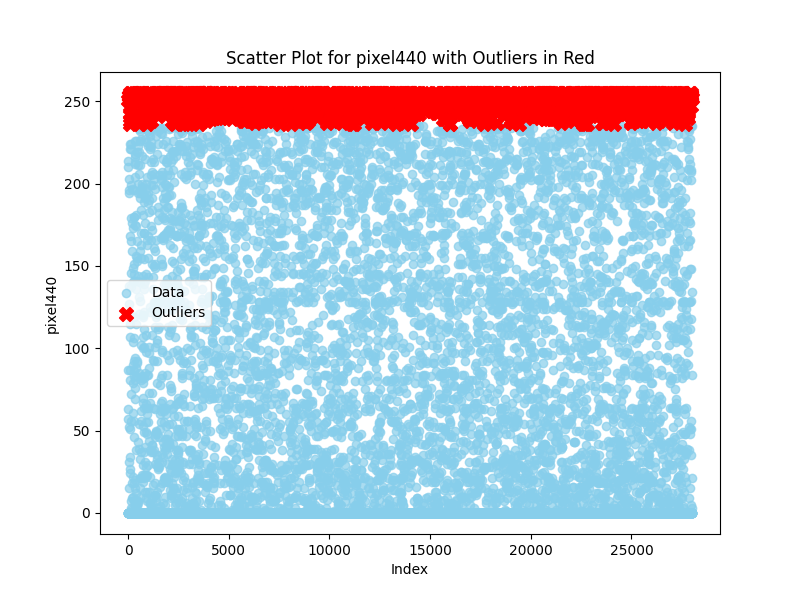 Scatter Plot for pixel440 with Outliers in Red
250
200
150
100
50
0
pixel440
Data
Outliers
0 5000 10000 15000 20000 25000
Index